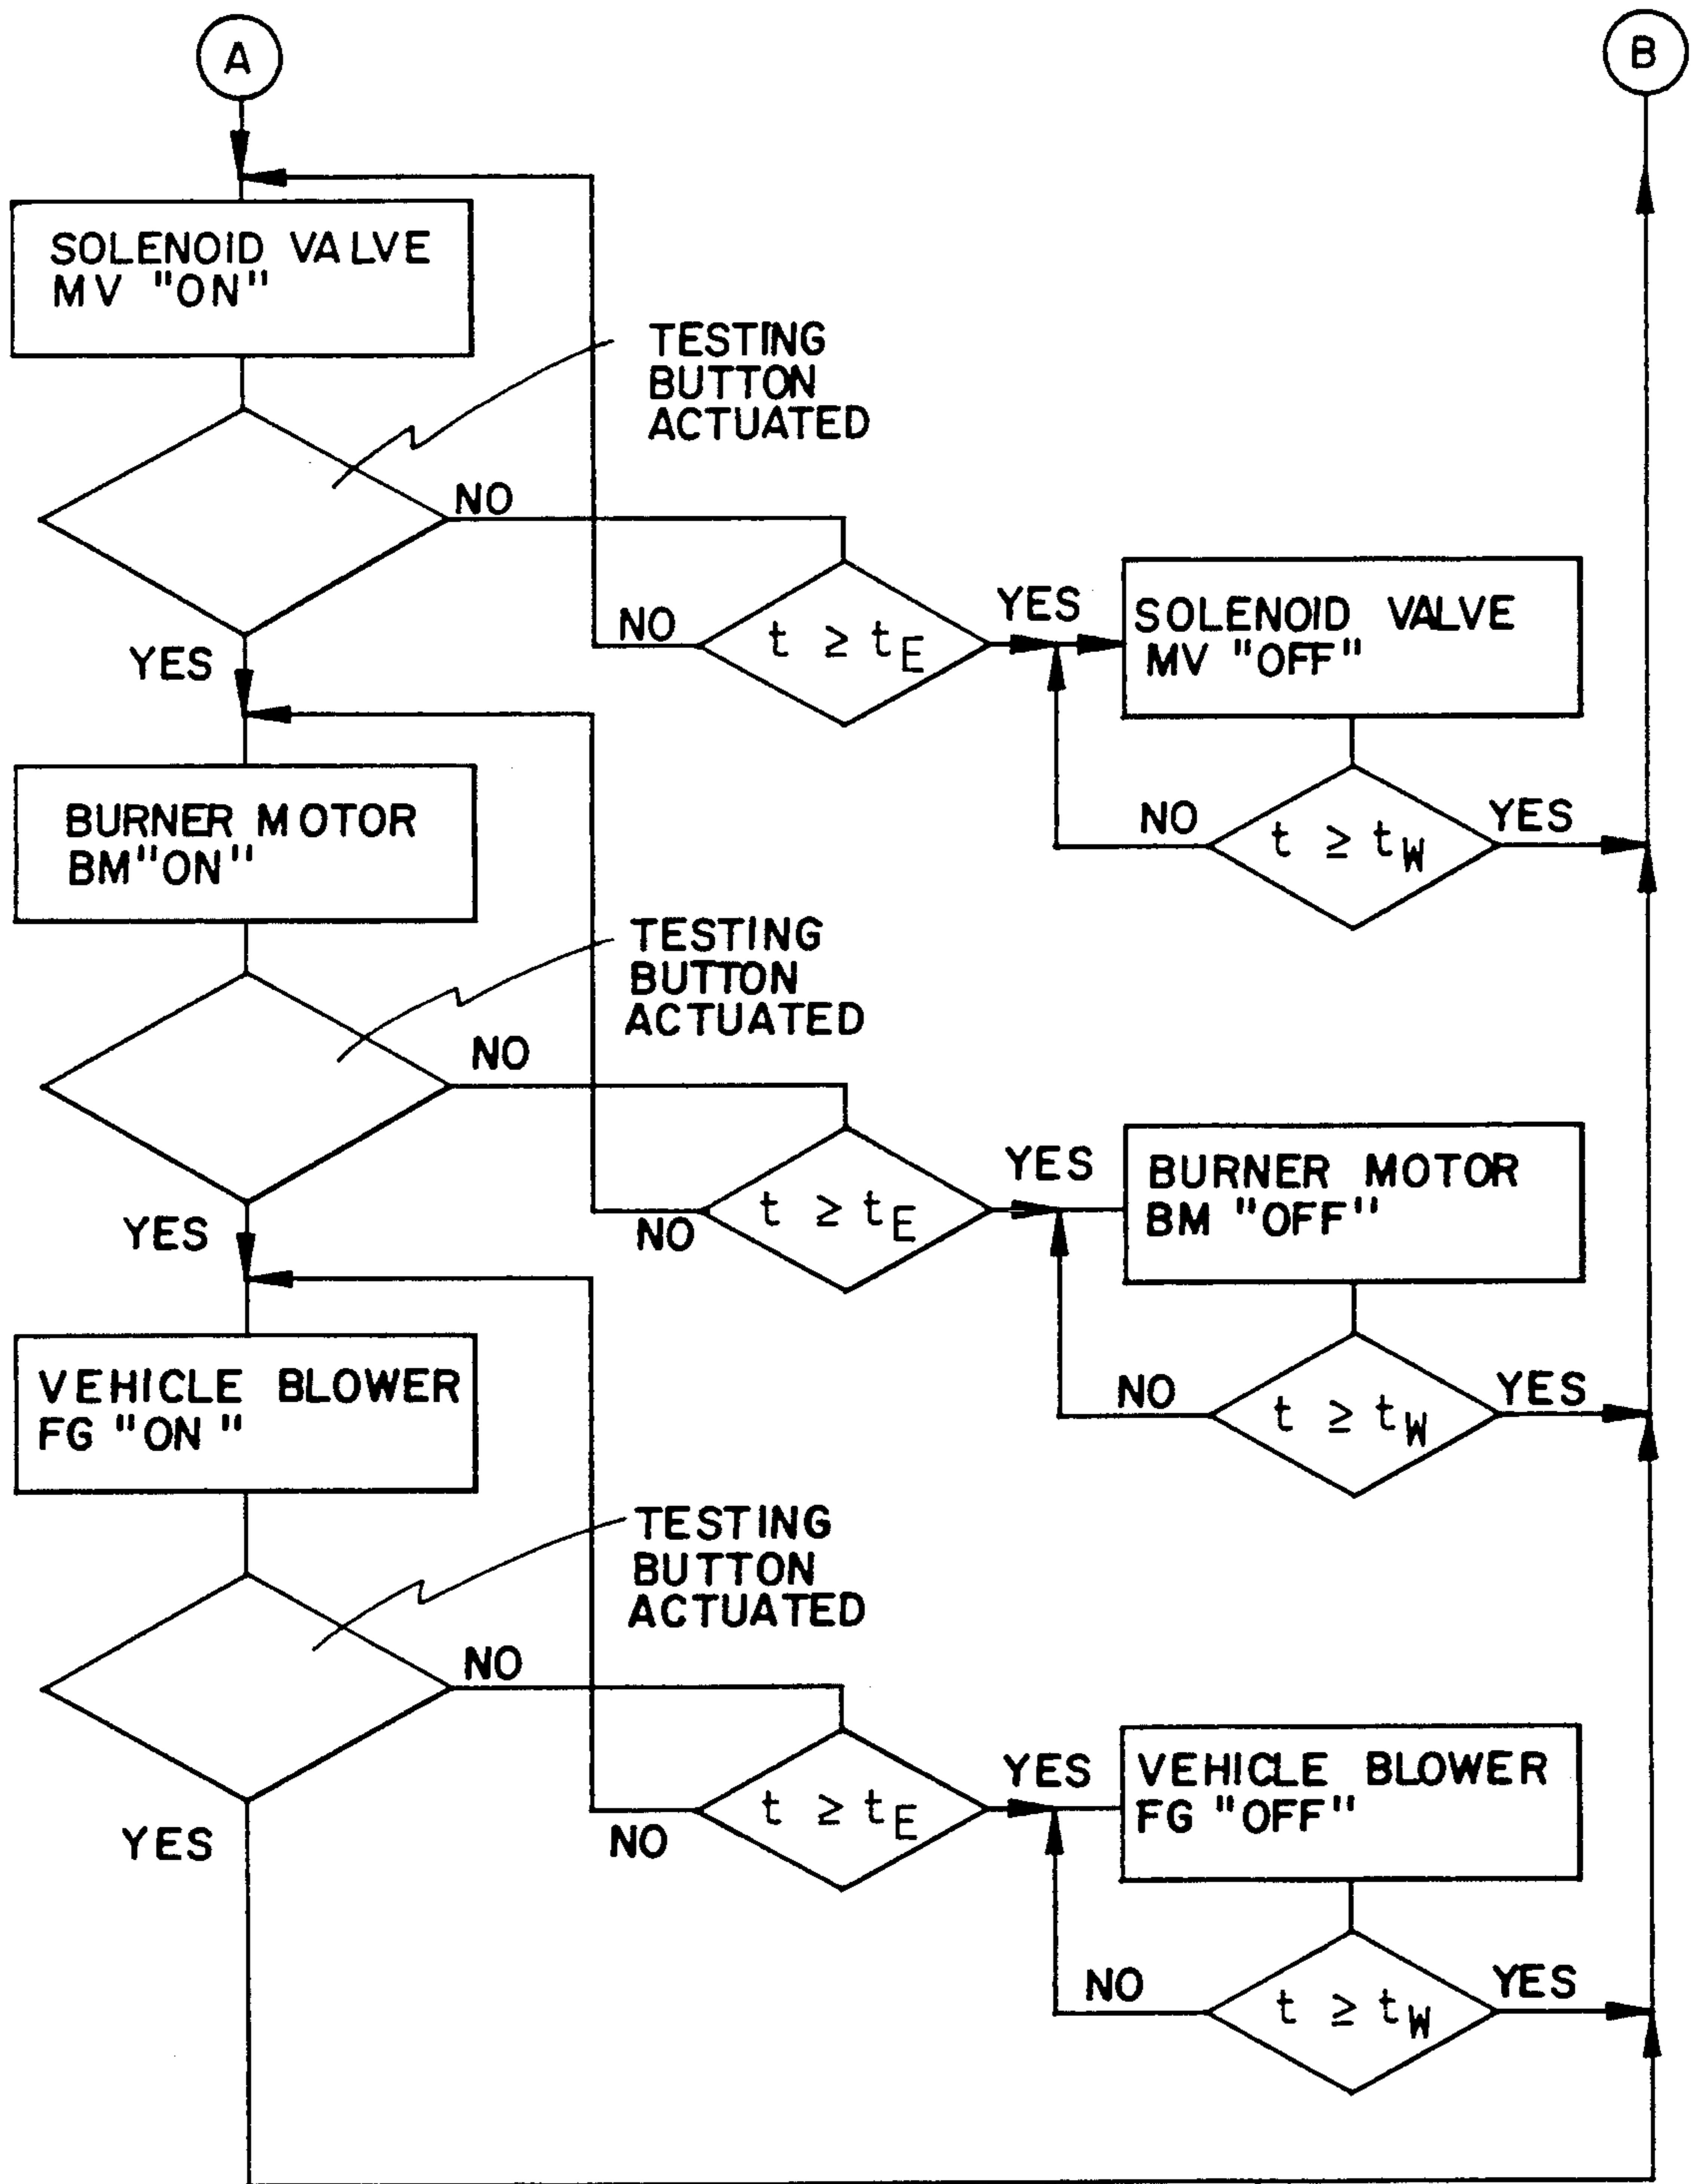 A
B
SOLENOID VALVE
MV "ON"
TESTING
BUTTON
ACTUATED
NO
YES
NO
t ≥ tE
YES
SOLENOID VALVE
MV "OFF"
NO
t ≥ tW
YES
BURNER MOTOR
BM "ON"
TESTING
BUTTON
ACTUATED
NO
YES
NO
t ≥ tE
YES
BURNER MOTOR
BM "OFF"
NO
t ≥ tW
YES
VEHICLE BLOWER
FG "ON"
TESTING
BUTTON
ACTUATED
NO
YES
NO
t ≥ tE
YES
VEHICLE BLOWER
FG "OFF"
NO
t ≥ tW
YES